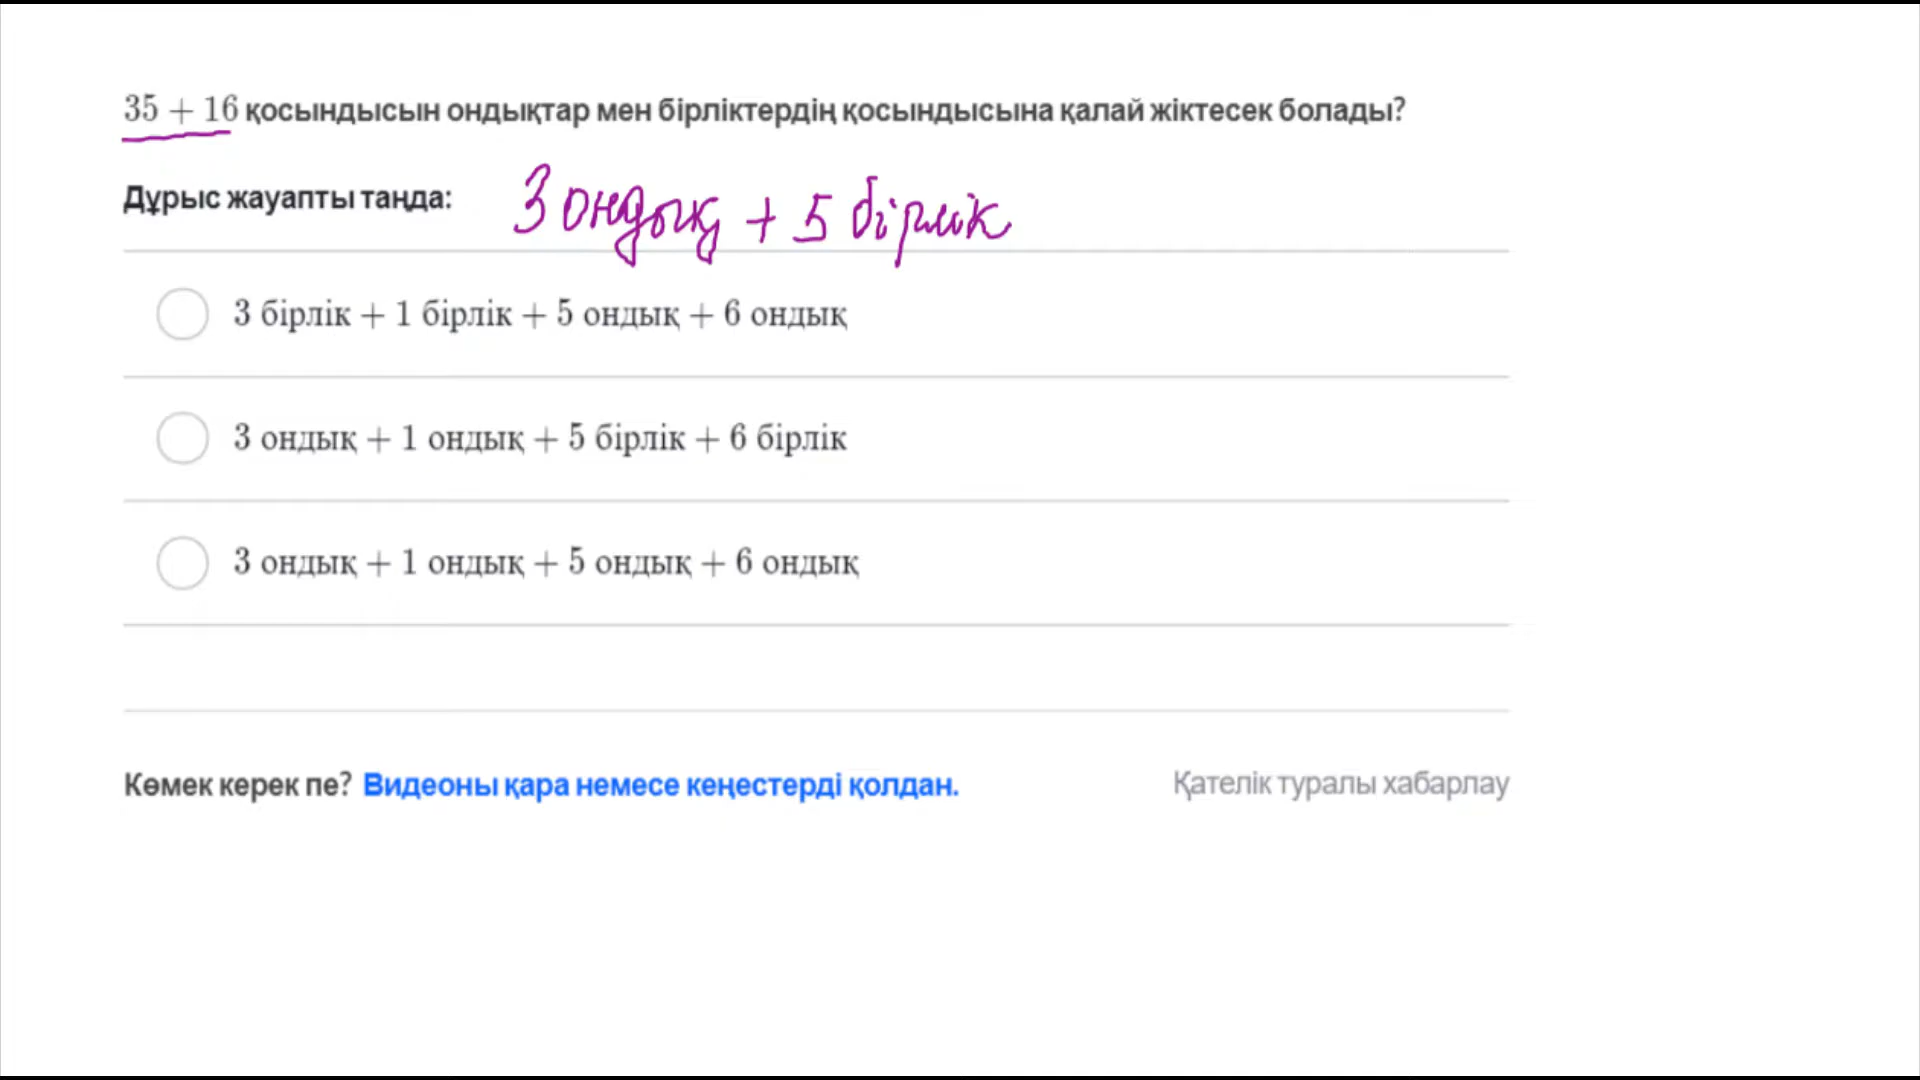 35 + 16 қосындысын ондықтар мен бірліктердің қосындысына қалай жіктесек болады?
Дұрыс жауапты таңда:
3 ондық + 5 бірлік
3 бірлік + 1 бірлік + 5 ондық + 6 ондық
3 ондық + 1 ондық + 5 бірлік + 6 бірлік
3 ондық + 1 ондық + 5 ондық + 6 ондық
Көмек керек пе? Видеоны қара немесе кеңестерді қолдан.
Қателік туралы хабарлау